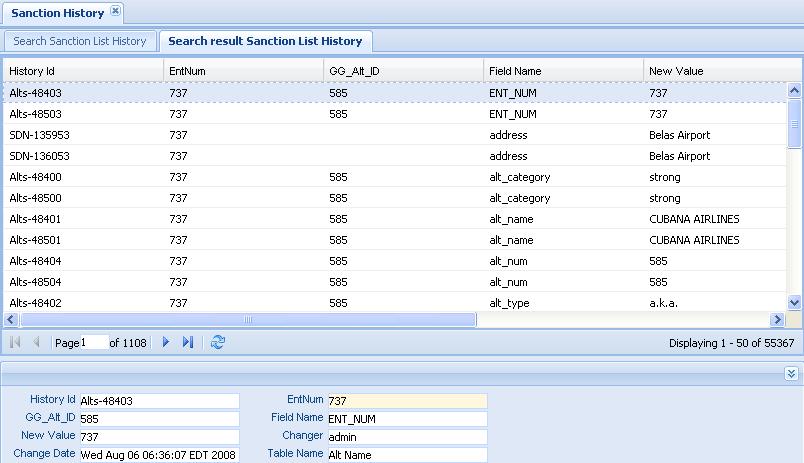 Sanction History
Search Sanction List History Search result Sanction List History
History Id EntNum GG_Alt_ID Field Name New Value
Alts-48403 737 585 ENT_NUM 737
Alts-48503 737 585 ENT_NUM 737
SDN-135953 737 address Belas Airport
SDN-136053 737 address Belas Airport
Alts-48400 737 585 alt_category strong
Alts-48500 737 585 alt_category strong
Alts-48401 737 585 alt_name CUBANA AIRLINES
Alts-48501 737 585 alt_name CUBANA AIRLINES
Alts-48404 737 585 alt_num 585
Alts-48504 737 585 alt_num 585
Alts-48402 737 585 alt_type a.k.a.
Page 1 of 1108 Displaying 1 - 50 of 55367
History Id Alts-48403 EntNum 737
GG_Alt_ID 585 Field Name ENT_NUM
New Value 737 Changer admin
Change Date Wed Aug 06 06:36:07 EDT 2008 Table Name Alt Name